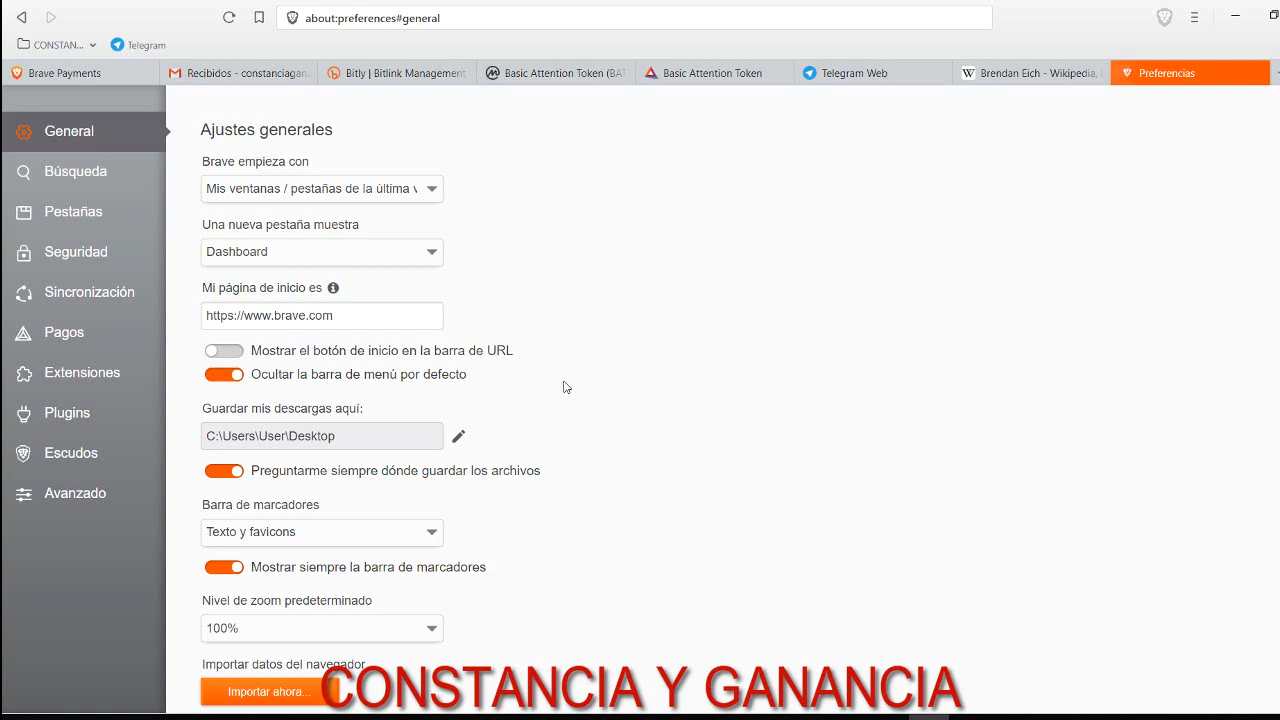 about:preferences#general
CONSTAN...
Telegram
Brave Payments
Recibidos - constanciagana
Bitly | Bitlink Management
Basic Attention Token (BAT
Basic Attention Token
Telegram Web
Brendan Eich - Wikipedia,
Preferencias
General
Búsqueda
Pestañas
Seguridad
Sincronización
Pagos
Extensiones
Plugins
Escudos
Avanzado
Ajustes generales
Brave empieza con
Mis ventanas / pestañas de la última v
Una nueva pestaña muestra
Dashboard
Mi página de inicio es
https://www.brave.com
Mostrar el botón de inicio en la barra de URL
Ocultar la barra de menú por defecto
Guardar mis descargas aquí:
C:\Users\User\Desktop
Preguntarme siempre dónde guardar los archivos
Barra de marcadores
Texto y favicons
Mostrar siempre la barra de marcadores
Nivel de zoom predeterminado
100%
Importar datos del navegador
Importar ahora...
CONSTANCIA Y GANANCIA